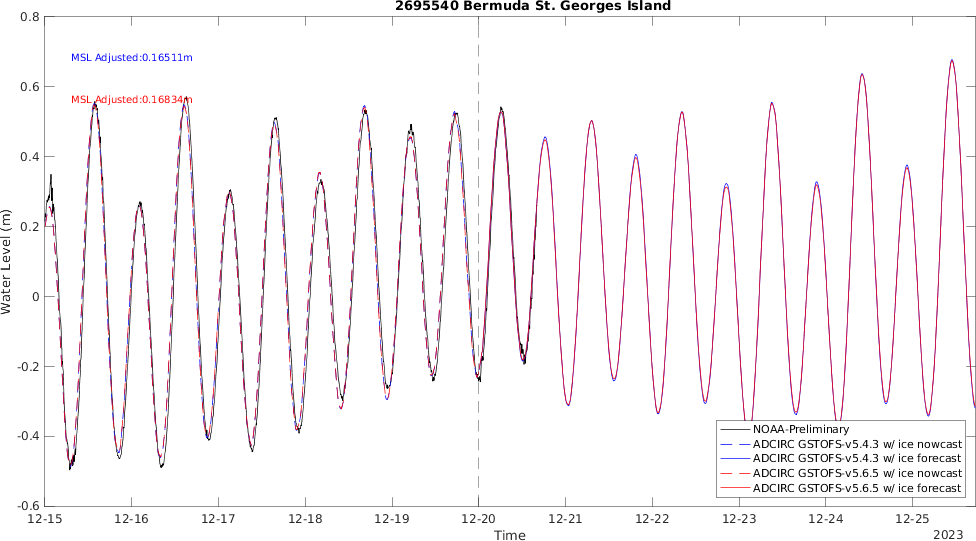 2695540 Bermuda St. Georges Island
0.8
0.6
0.4
0.2
0
-0.2
-0.4
-0.6
Water Level (m)
MSL Adjusted:0.16511m
MSL Adjusted:0.16834m
NOAA-Preliminary
ADCIRC GSTOFS-v5.4.3 w/ ice nowcast
ADCIRC GSTOFS-v5.4.3 w/ ice forecast
ADCIRC GSTOFS-v5.6.5 w/ ice nowcast
ADCIRC GSTOFS-v5.6.5 w/ ice forecast
12-15 12-16 12-17 12-18 12-19 12-20 12-21 12-22 12-23 12-24 12-25
Time
2023